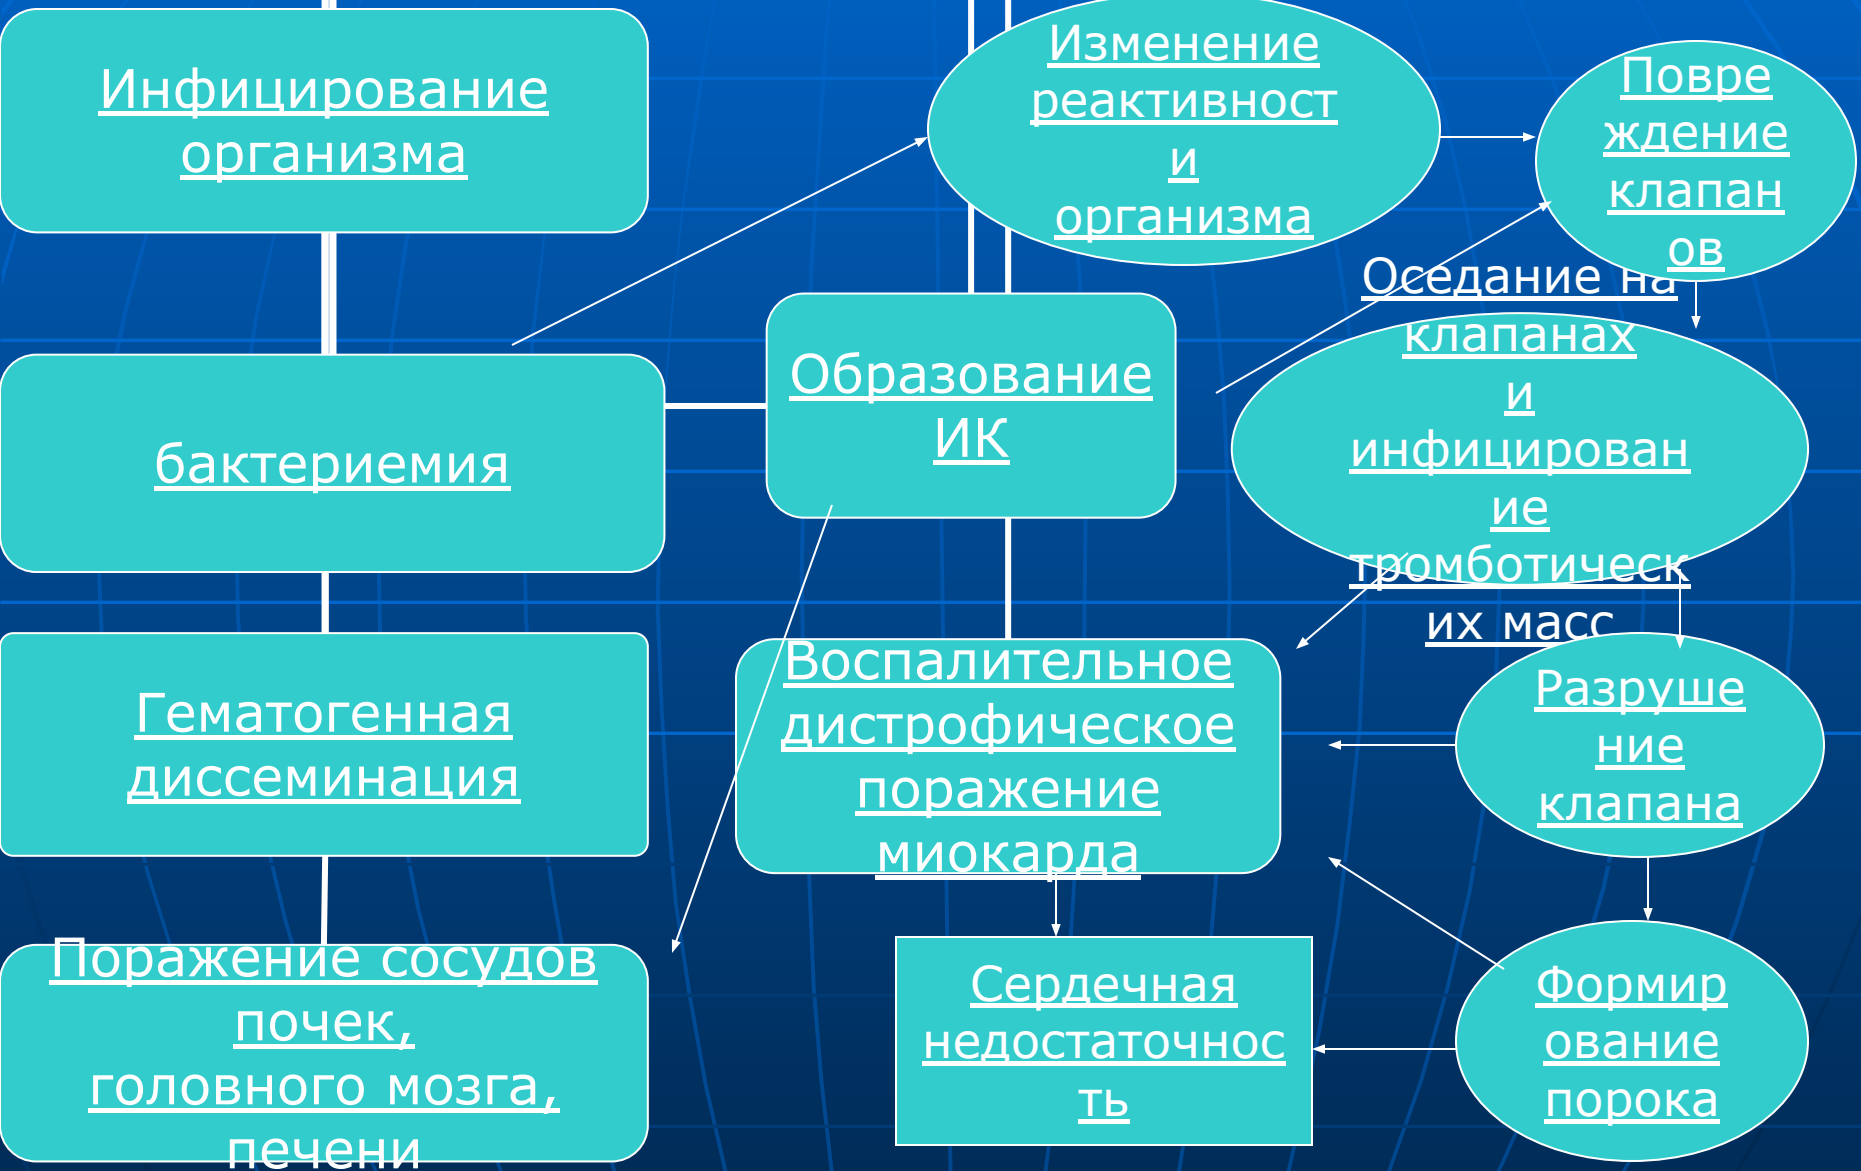 Инфицирование
организма
бактериемия
Гематогенная
диссеминация
Поражение сосудов
почек,
головного мозга,
печени
Образование
ИК
Воспалительное
дистрофическое
поражение
миокарда
Сердечная
недостаточнос
ть
Изменение
реактивност
и
организма
Повре
ждение
клапан
ов
Оседание на
клапанах
и
инфицирован
ие
тромботическ
их масс
Разруше
ние
клапана
Формир
ование
порока